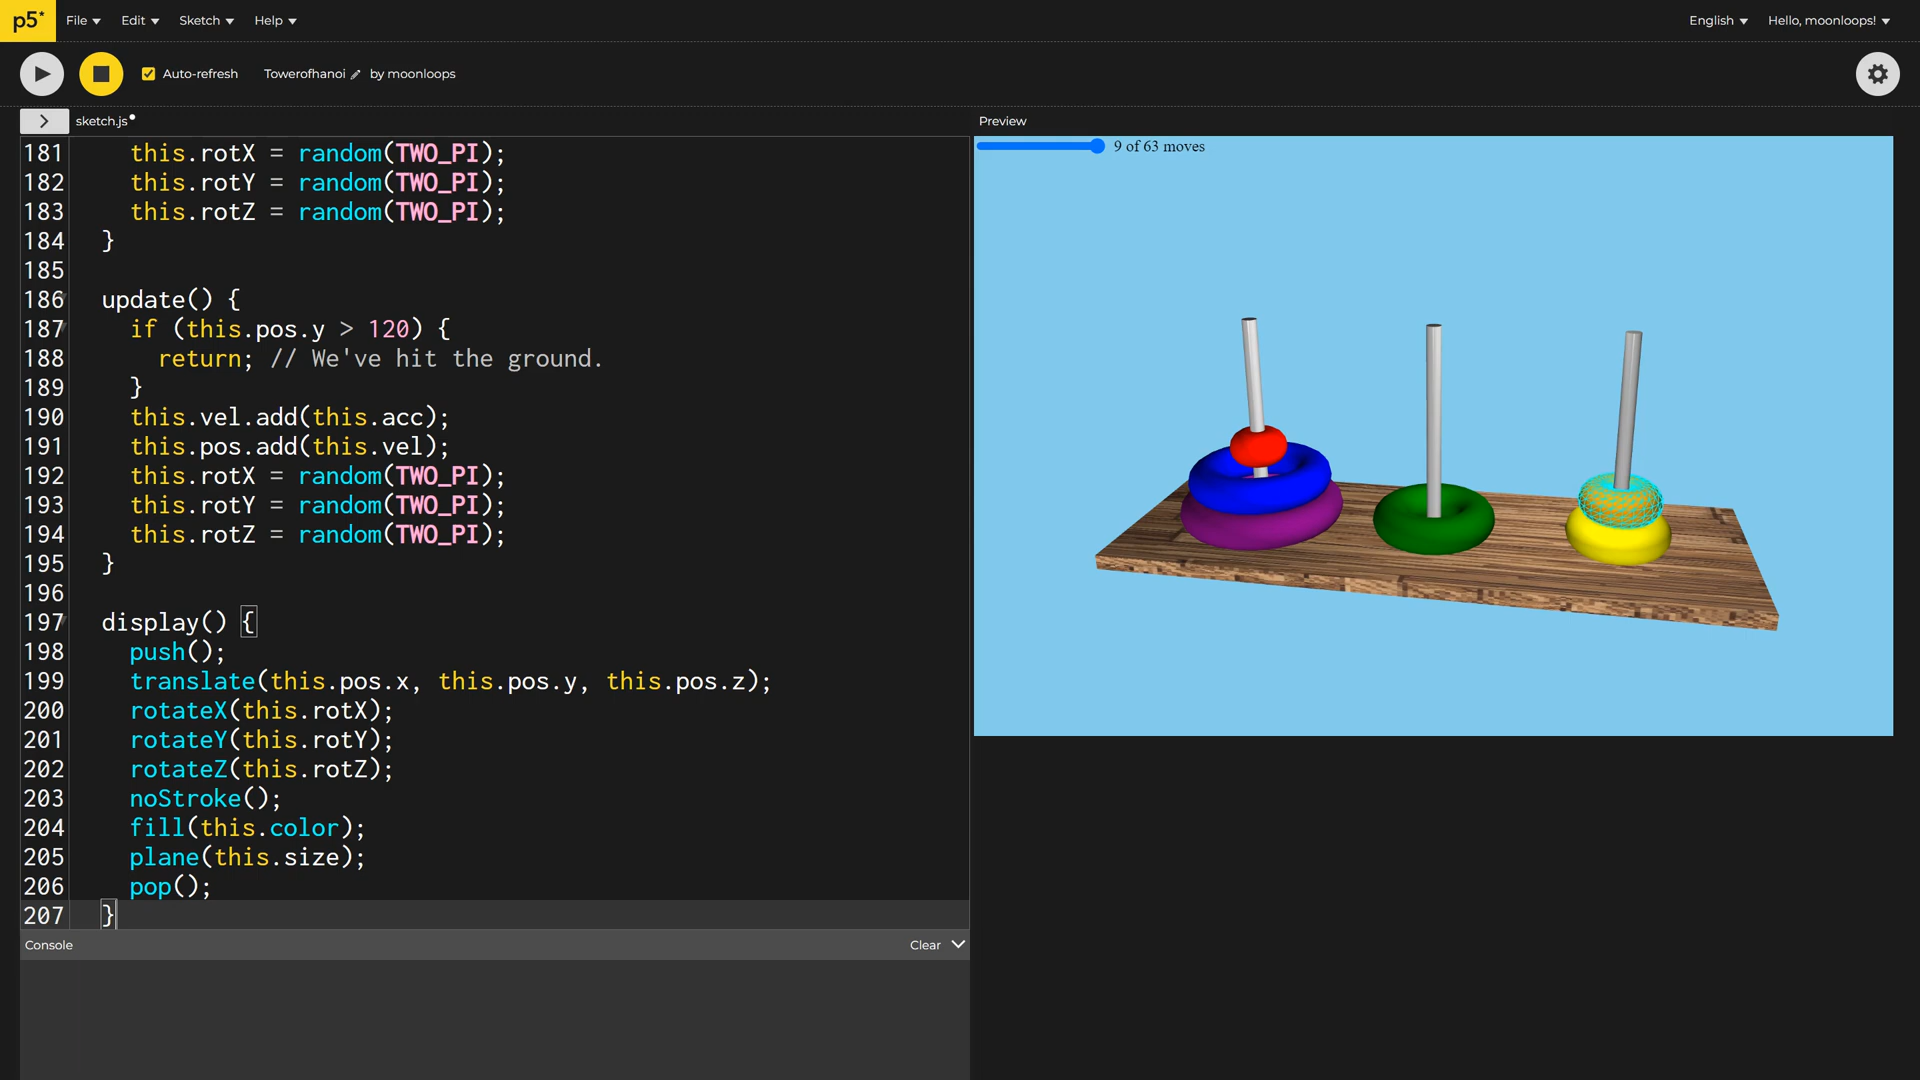 p5* File Edit Sketch Help English Hello, moonloops!
Auto-refresh Towerofhanoi by moonloops
> sketch.js Preview
9 of 63 moves
181 this.rotX = random(TWO_PI);
182 this.rotY = random(TWO_PI);
183 this.rotZ = random(TWO_PI);
184 }
185
186 update() {
187 if (this.pos.y > 120) {
188 return; // We've hit the ground.
189 }
190 this.vel.add(this.acc);
191 this.pos.add(this.vel);
192 this.rotX = random(TWO_PI);
193 this.rotY = random(TWO_PI);
194 this.rotZ = random(TWO_PI);
195 }
196
197 display() {
198 push();
199 translate(this.pos.x, this.pos.y, this.pos.z);
200 rotateX(this.rotX);
201 rotateY(this.rotY);
202 rotateZ(this.rotZ);
203 noStroke();
204 fill(this.color);
205 plane(this.size);
206 pop();
207 }
Console Clear